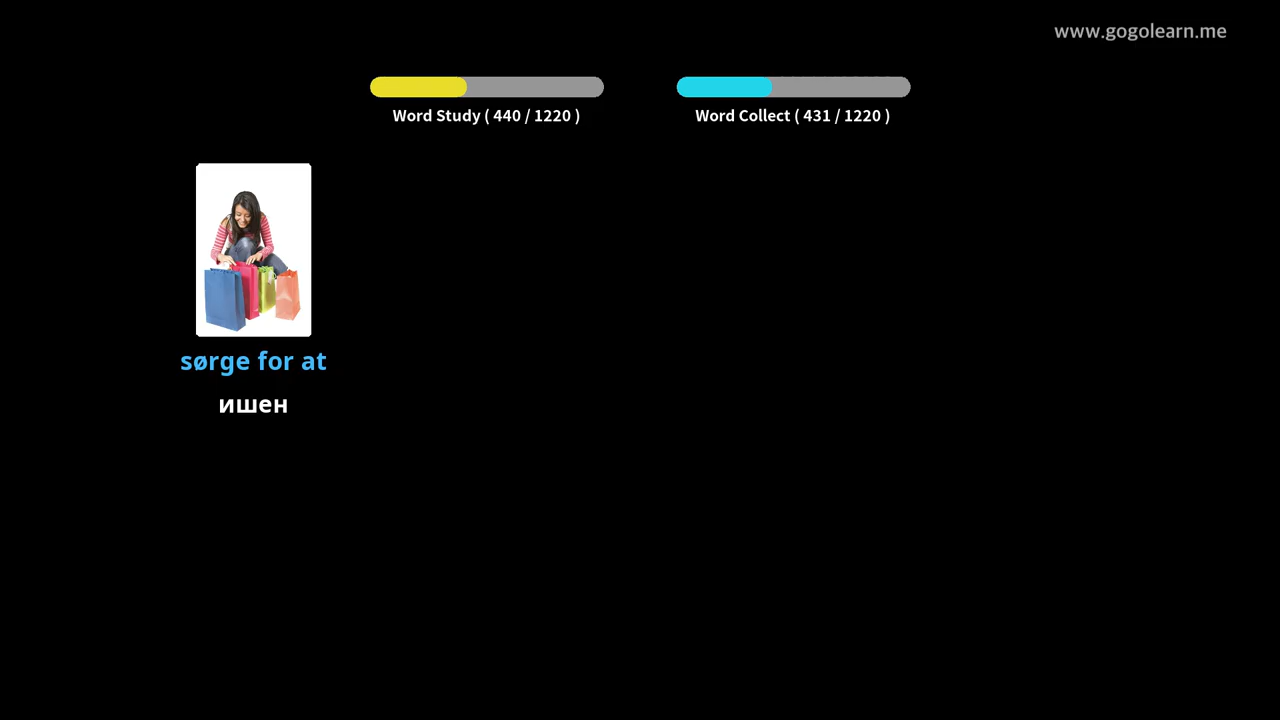 www.gogolearn.me
Word Study ( 440 / 1220 )
Word Collect ( 431 / 1220 )
sørge for at
ишен